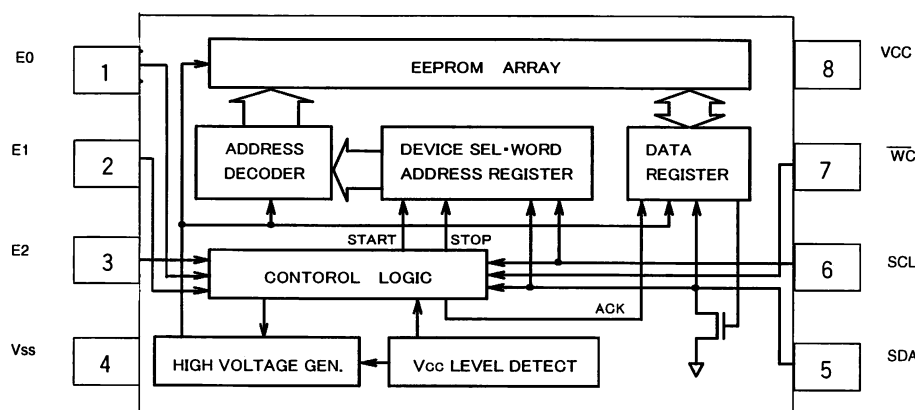 E0
1
EEPROM ARRAY
8
VCC
E1
2
ADDRESS
DECODER
DEVICE SEL·WORD
ADDRESS REGISTER
DATA
REGISTER
7
WC
START
STOP
E2
3
CONTOROL LOGIC
6
SCL
ACK
Vss
4
HIGH VOLTAGE GEN.
Vcc LEVEL DETECT
5
SDA